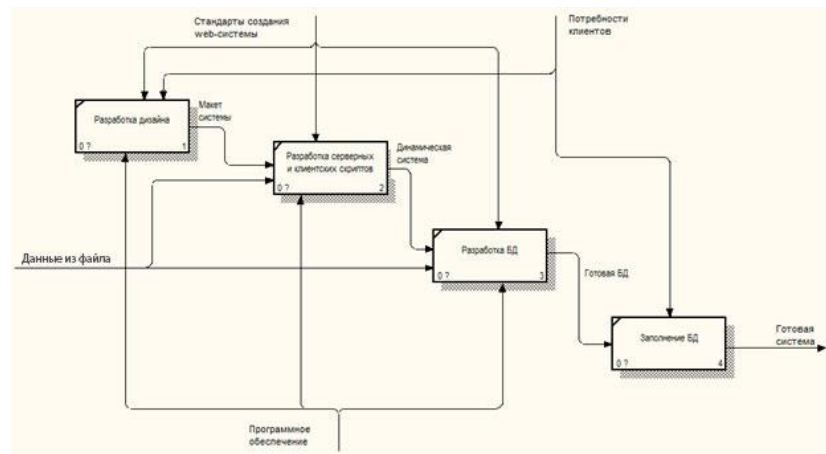 Стандарты создания
web-системы
Потребности
клиентов
Разработка дизайна
0 ?
1
Макет
системы
Разработка серверных
и клиентских скриптов
0 ?
2
Динамическая
система
Данные из файла
Разработка БД
0 ?
3
Готовая БД
Заполнение БД
0 ?
4
Готовая
система
Программное
обеспечение